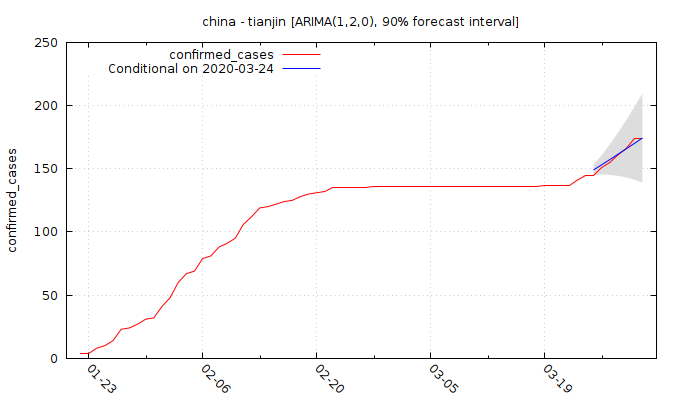 china - tianjin [ARIMA(1,2,0), 90% forecast interval]
confirmed_cases
Conditional on 2020-03-24
250
200
150
100
50
0
confirmed_cases
01-23
02-06
02-20
03-05
03-19